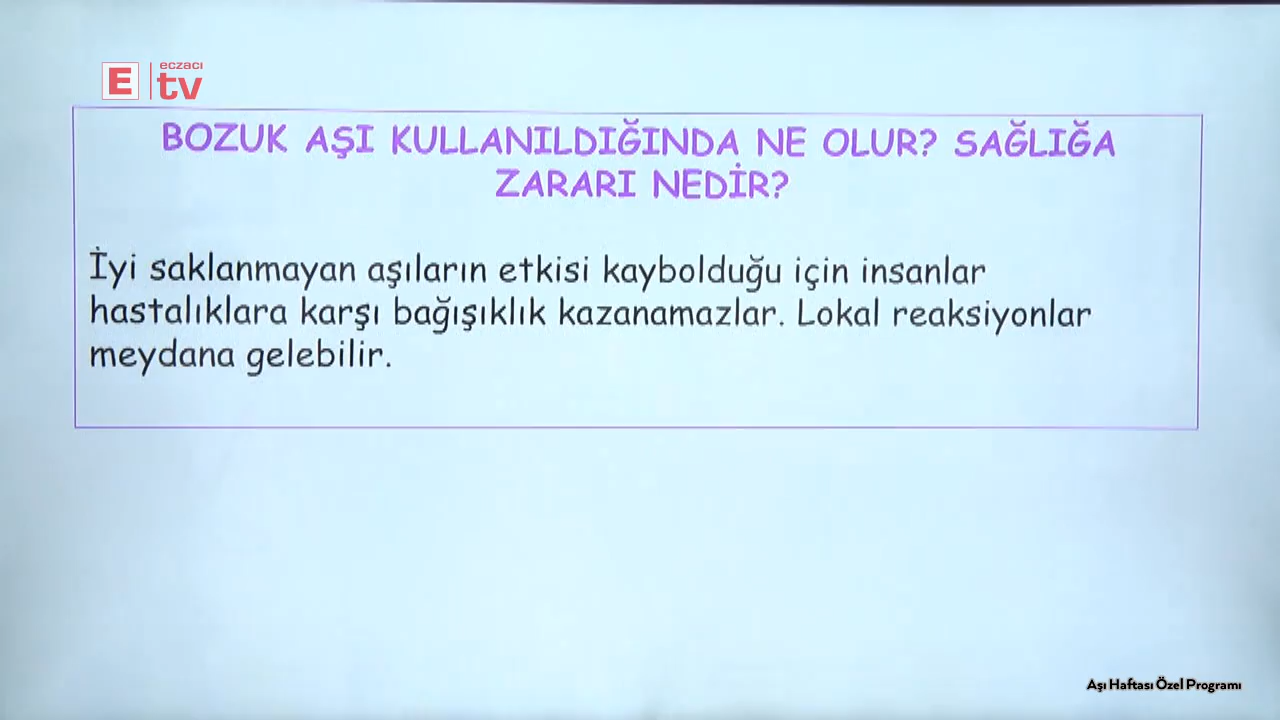 E
eczacı
tv
BOZUK AŞI KULLANILDIĞINDA NE OLUR? SAĞLIĞA
ZARARI NEDİR?
İyi saklanmayan aşıların etkisi kaybolduğu için insanlar
hastalıklara karşı bağışıklık kazanamazlar. Lokal reaksiyonlar
meydana gelebilir.
Aşı Haftası Özel Programı